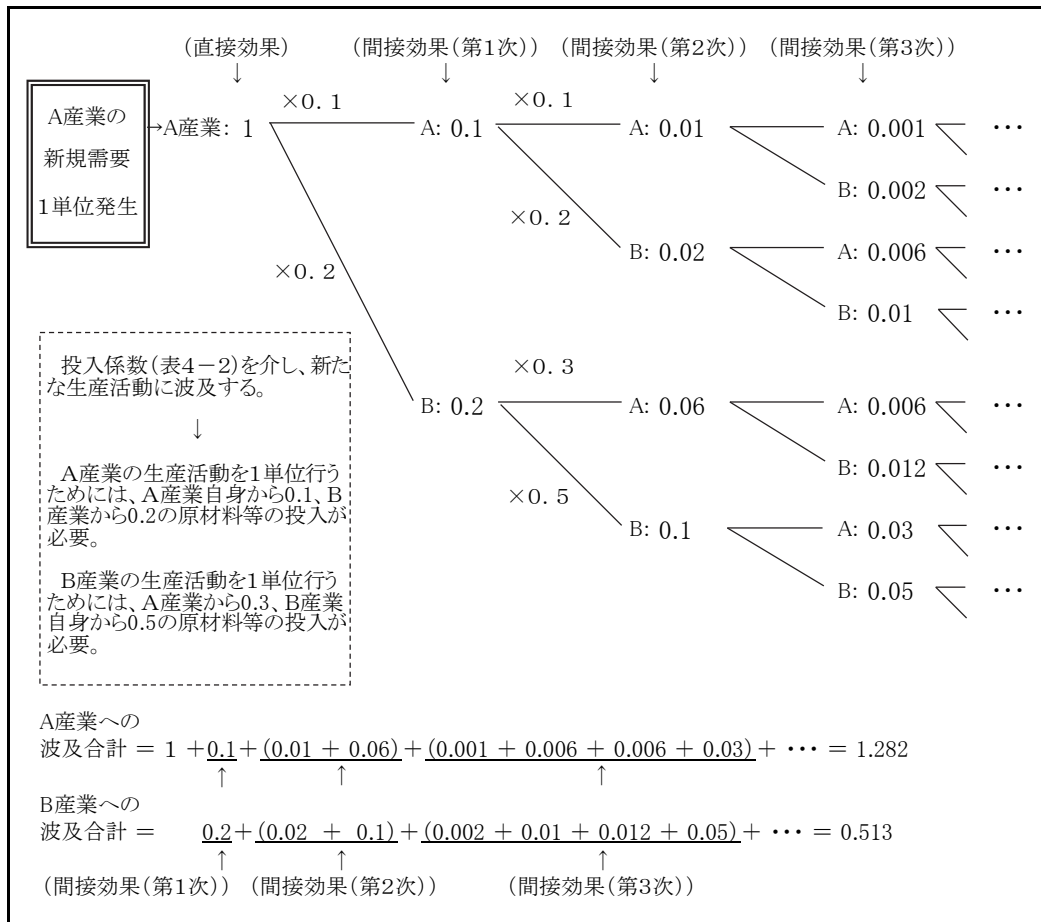 (直接効果) (間接効果(第1次)) (間接効果(第2次)) (間接効果(第3次))
↓ ↓ ↓ ↓
A産業の
新規需要
1単位発生
→A産業: 1
×0.1
A: 0.1
×0.1
A: 0.01
A: 0.001 …
B: 0.002 …
×0.2
B: 0.02
A: 0.006 …
B: 0.01 …
×0.2
B: 0.2
×0.3
A: 0.06
A: 0.006 …
B: 0.012 …
×0.5
B: 0.1
A: 0.03 …
B: 0.05 …
投入係数(表4-2)を介し、新た
な生産活動に波及する。
↓
A産業の生産活動を1単位行う
ためには、A産業自身から0.1、B
産業から0.2の原材料等の投入が
必要。
B産業の生産活動を1単位行う
ためには、A産業から0.3、B産業
自身から0.5の原材料等の投入が
必要。
A産業への
波及合計 = 1 +0.1+(0.01 + 0.06)+(0.001 + 0.006 + 0.006 + 0.03)+ … = 1.282
↑ ↑ ↑
B産業への
波及合計 = 0.2+(0.02 + 0.1)+(0.002 + 0.01 + 0.012 + 0.05)+ … = 0.513
↑ ↑ ↑
(間接効果(第1次)) (間接効果(第2次)) (間接効果(第3次))